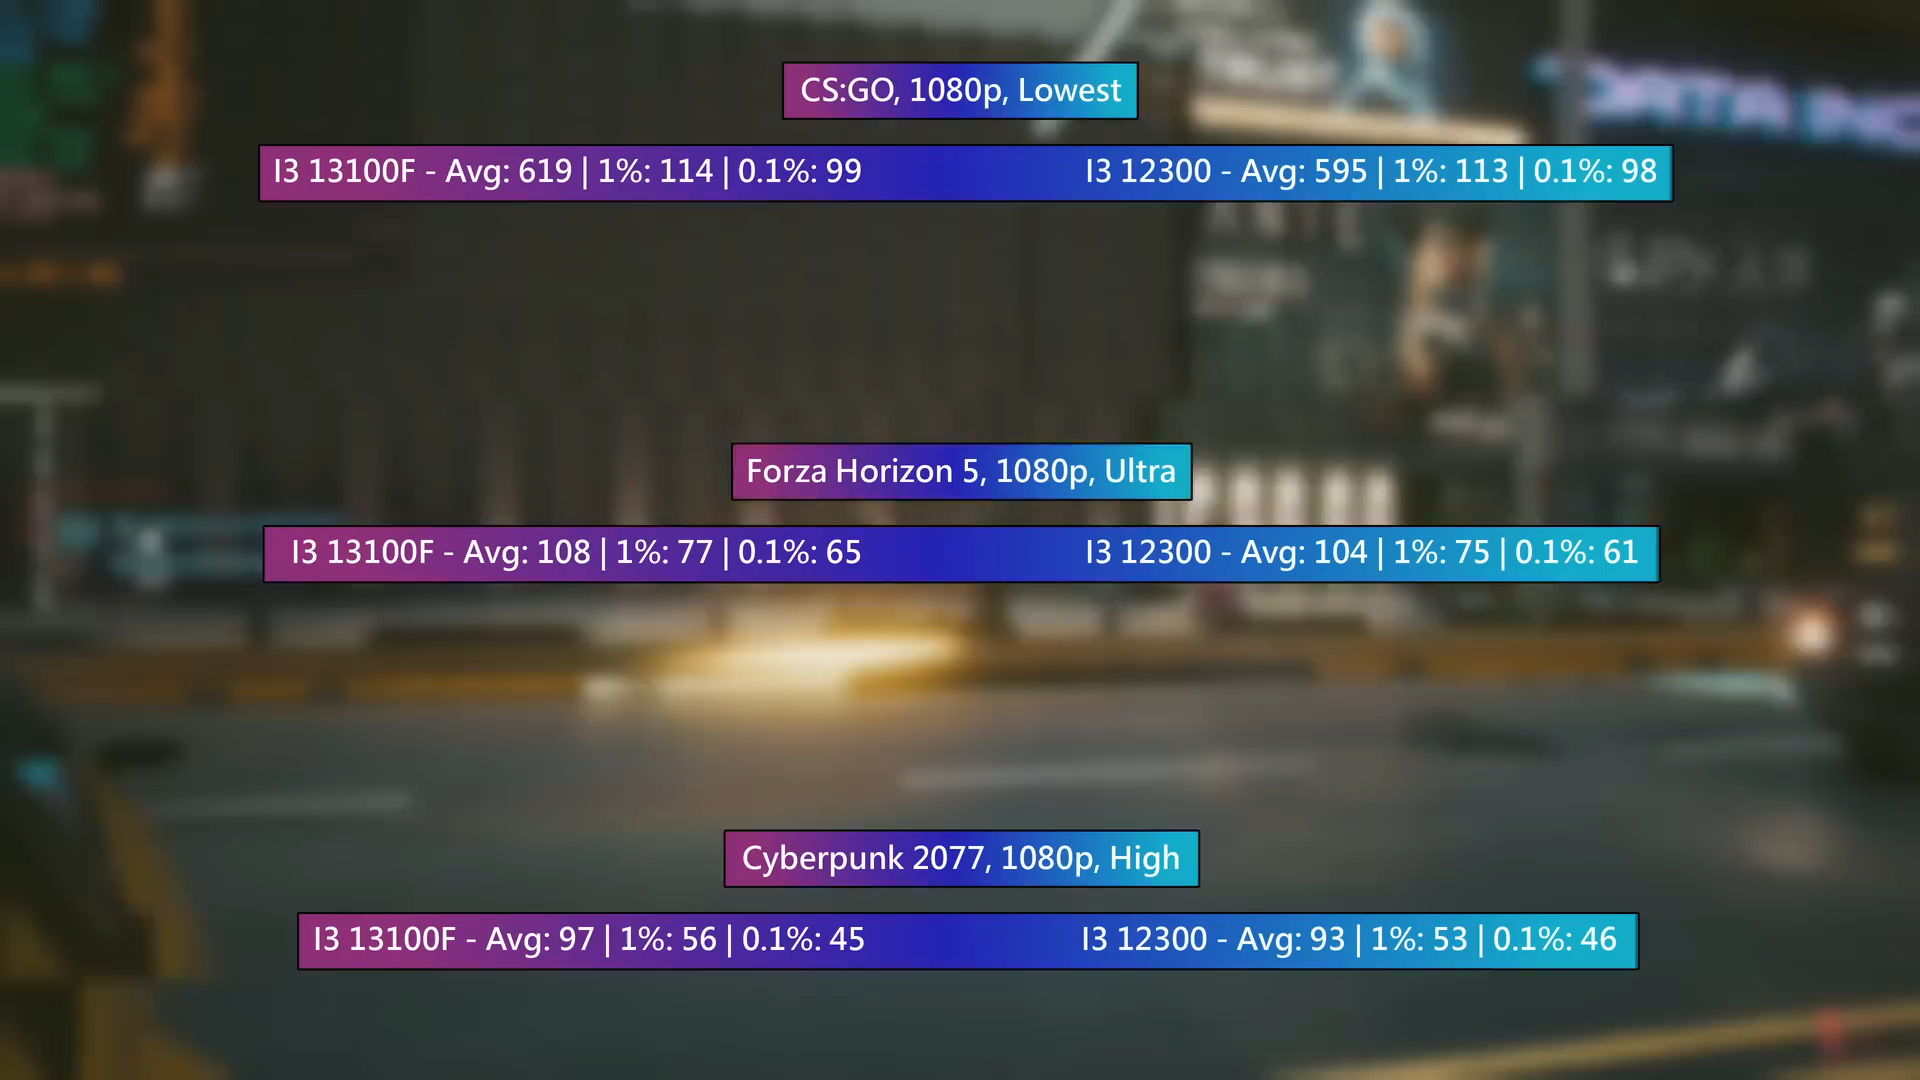 CS:GO, 1080p, Lowest
I3 13100F - Avg: 619 | 1%: 114 | 0.1%: 99
I3 12300 - Avg: 595 | 1%: 113 | 0.1%: 98
Forza Horizon 5, 1080p, Ultra
I3 13100F - Avg: 108 | 1%: 77 | 0.1%: 65
I3 12300 - Avg: 104 | 1%: 75 | 0.1%: 61
Cyberpunk 2077, 1080p, High
I3 13100F - Avg: 97 | 1%: 56 | 0.1%: 45
I3 12300 - Avg: 93 | 1%: 53 | 0.1%: 46